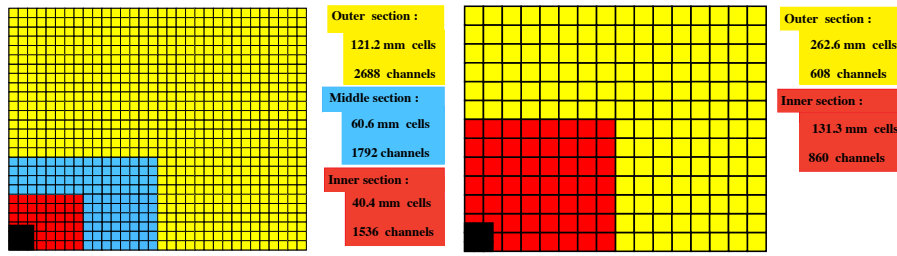 Outer section :
121.2 mm cells
2688 channels
Middle section :
60.6 mm cells
1792 channels
Inner section :
40.4 mm cells
1536 channels
Outer section :
262.6 mm cells
608 channels
Inner section :
131.3 mm cells
860 channels